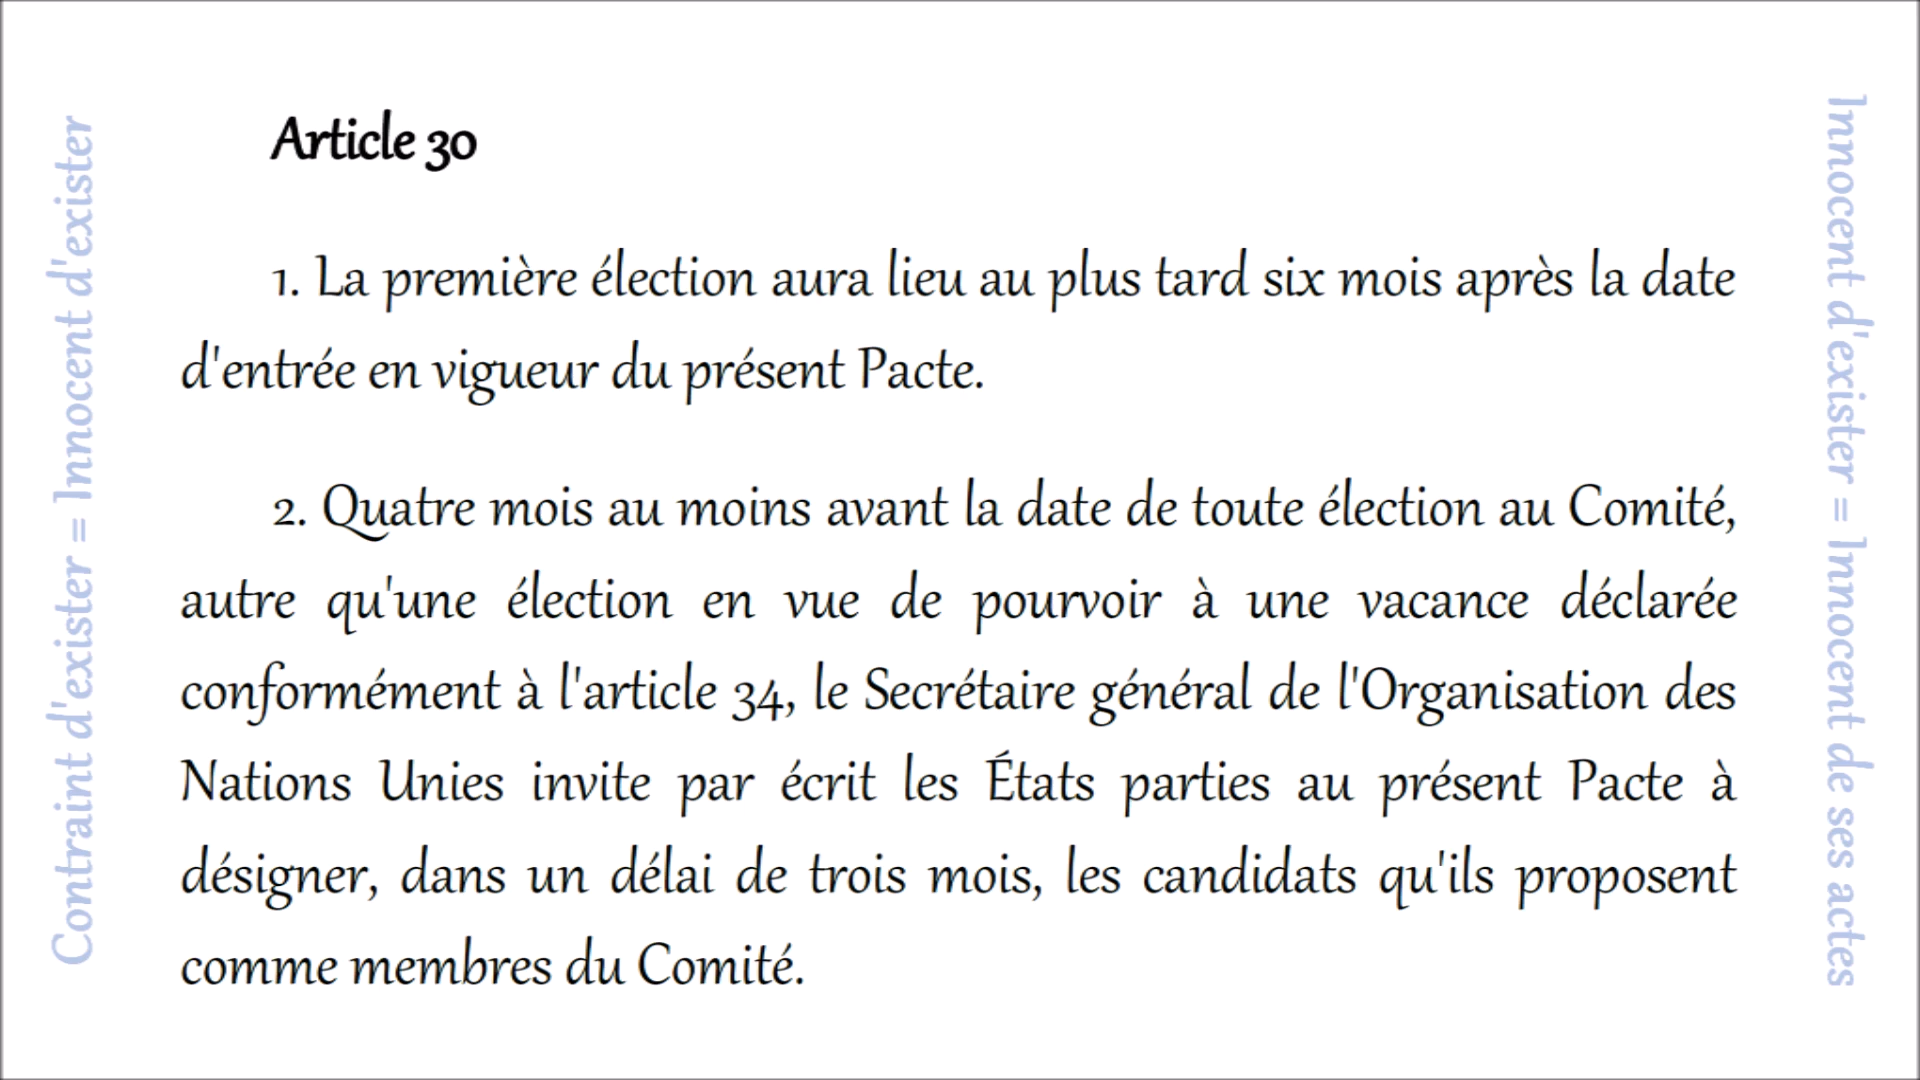 Article 30
1. La première élection aura lieu au plus tard six mois après la date
d'entrée en vigueur du présent Pacte.
2. Quatre mois au moins avant la date de toute élection au Comité,
autre qu'une élection en vue de pourvoir à une vacance déclarée
conformément à l'article 34, le Secrétaire général de l'Organisation des
Nations Unies invite par écrit les États parties au présent Pacte à
désigner, dans un délai de trois mois, les candidats qu'ils proposent
comme membres du Comité.
Contraint d'exister = Innocent d'exister
Innocent d'exister = Innocent de ses actes